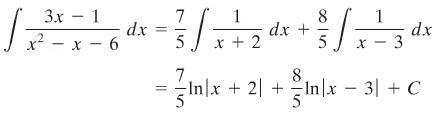 ∫ (3x − 1)/(x² − x − 6) dx = 7/5 ∫ 1/(x + 2) dx + 8/5 ∫ 1/(x − 3) dx
= 7/5 ln|x + 2| + 8/5 ln|x − 3| + C